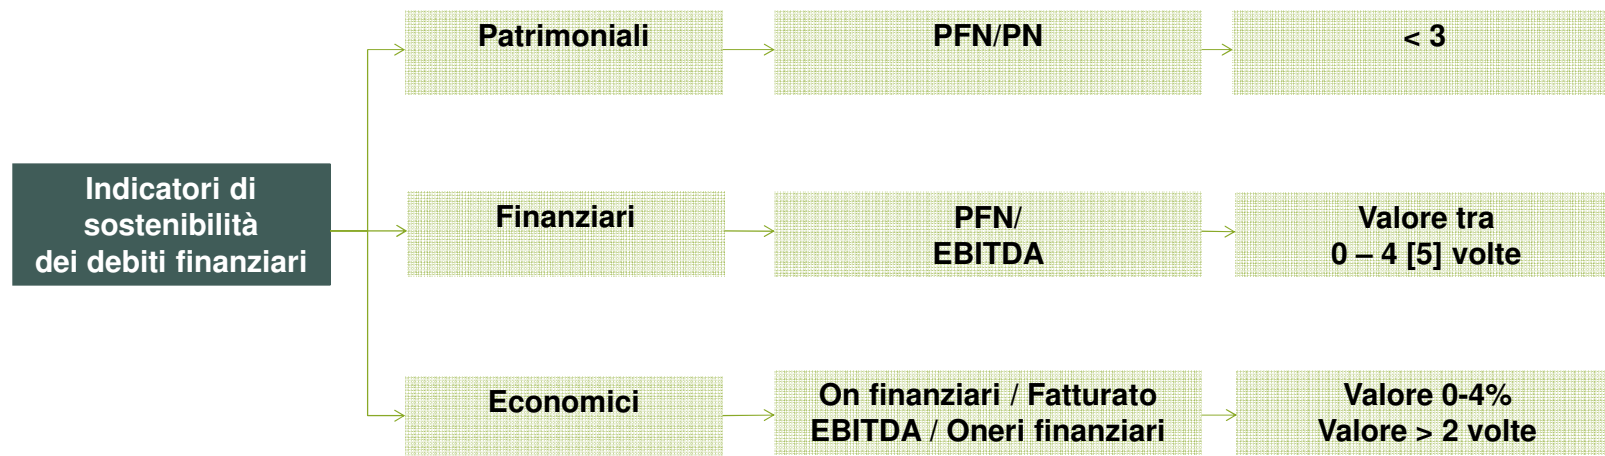 Patrimoniali
PFN/PN
< 3
Indicatori di
sostenibilità
dei debiti finanziari
Finanziari
PFN/
EBITDA
Valore tra
0 – 4 [5] volte
Economici
On finanziari / Fatturato
EBITDA / Oneri finanziari
Valore 0-4%
Valore > 2 volte